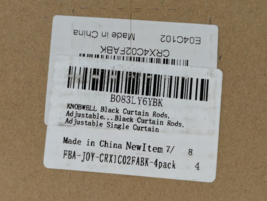 E04C102
Made in China
CRX4C02FABK
B083LY6YBK
KNOBWELL Black Curtain Rods,
Adjustable...Black Curtain Rods,
Adjustable Single Curtain
Made in China NewItem 7/ 8
FBA-JOY-CRX1C02FABK-4pack 4